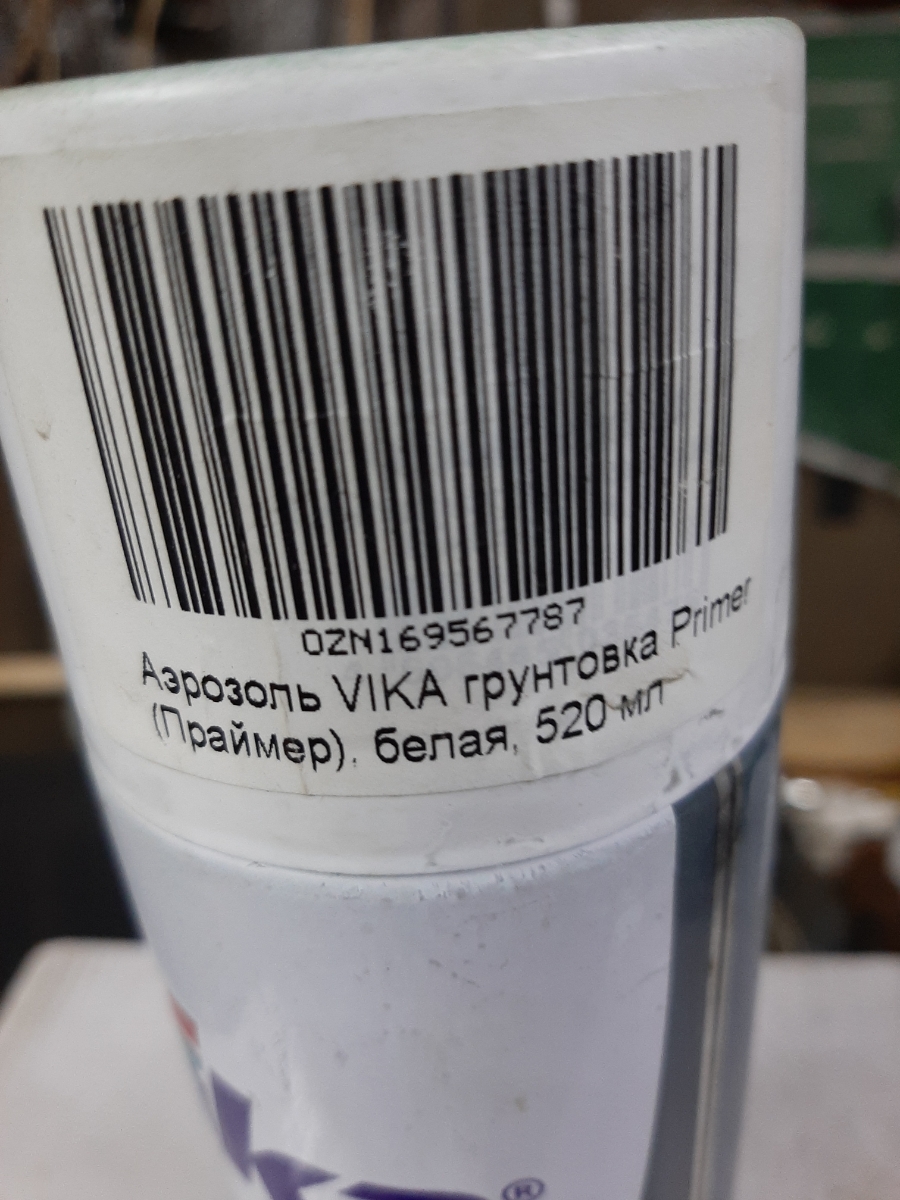 OZN169567787
Аэрозоль VIKA грунтовка Primer
(Праймер), белая, 520 мл
®